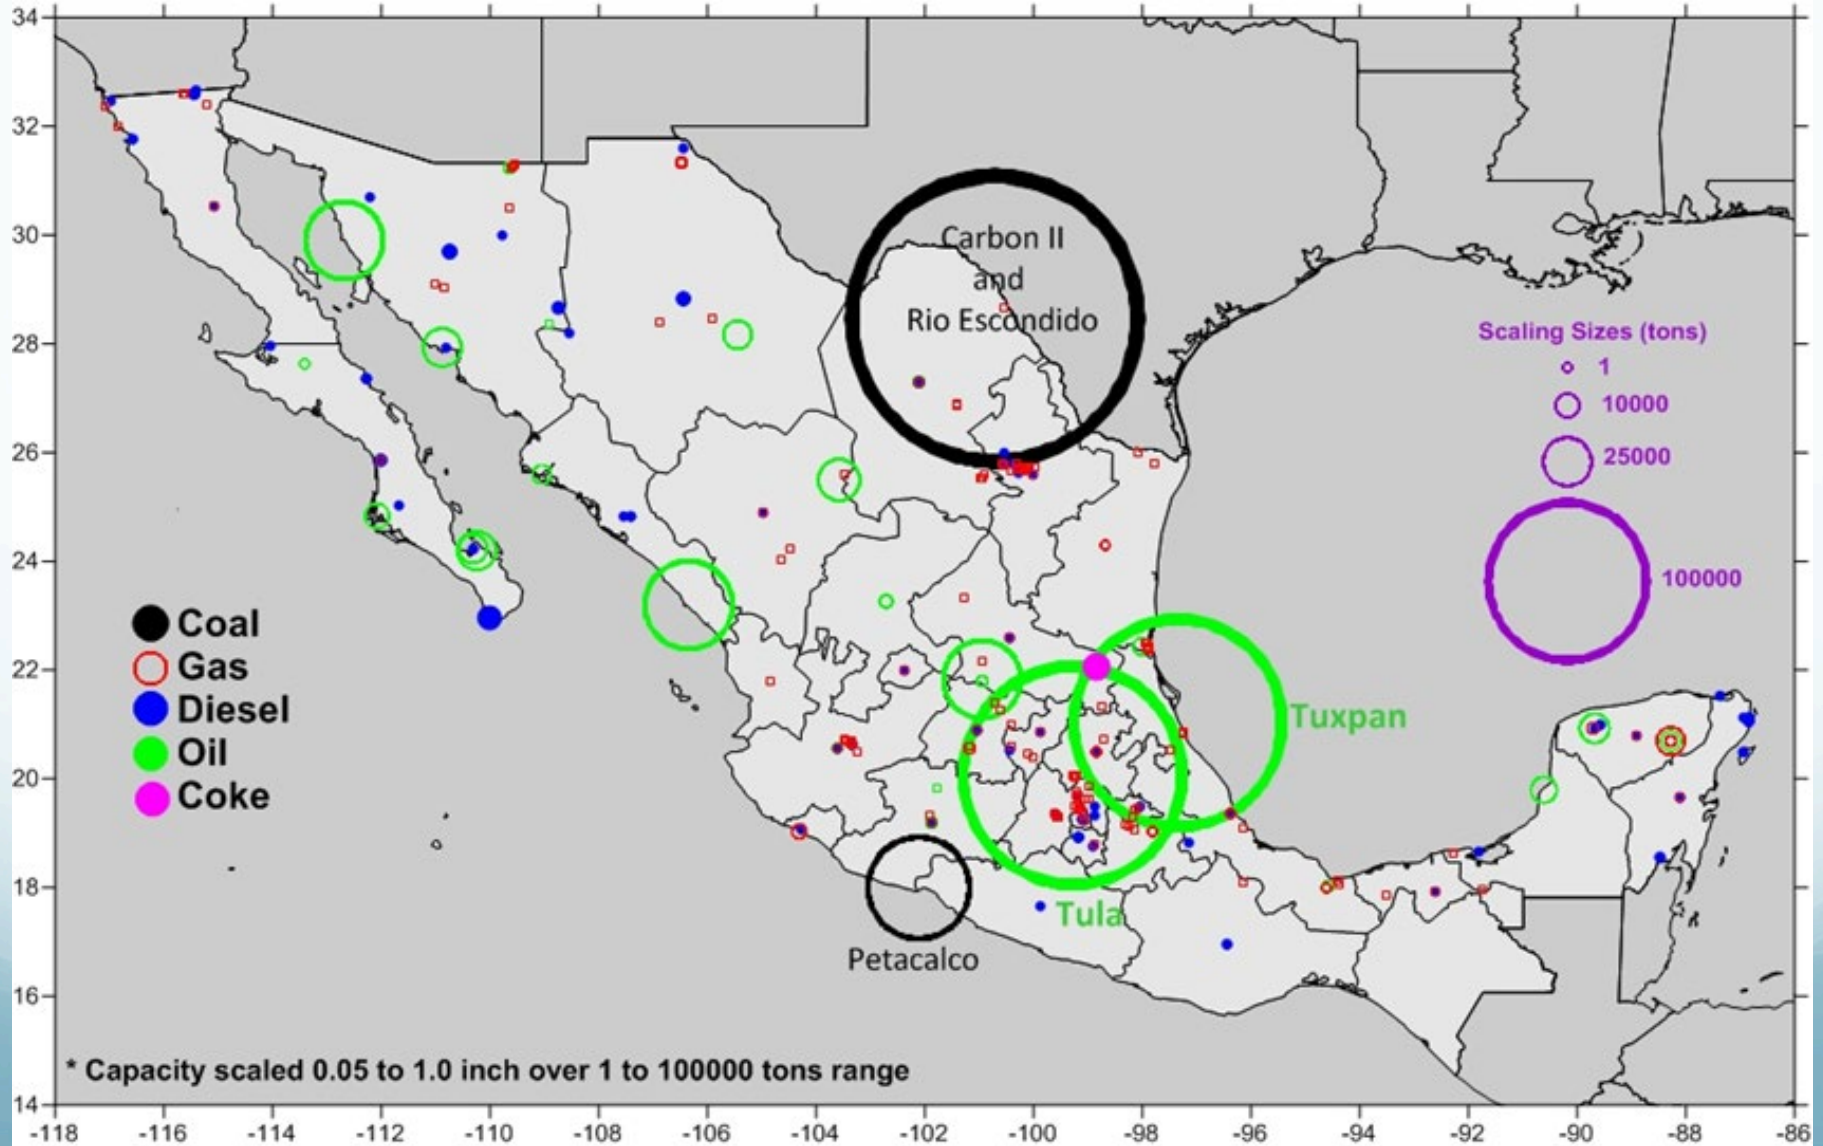 34
32
30
28
26
24
22
20
18
16
14
Carbon II
and
Rio Escondido
Scaling Sizes (tons)
1
10000
25000
100000
Coal
Gas
Diesel
Oil
Coke
Tuxpan
Tula
Petacalco
* Capacity scaled 0.05 to 1.0 inch over 1 to 100000 tons range
-118 -116 -114 -112 -110 -108 -106 -104 -102 -100 -98 -96 -94 -92 -90 -88 -86